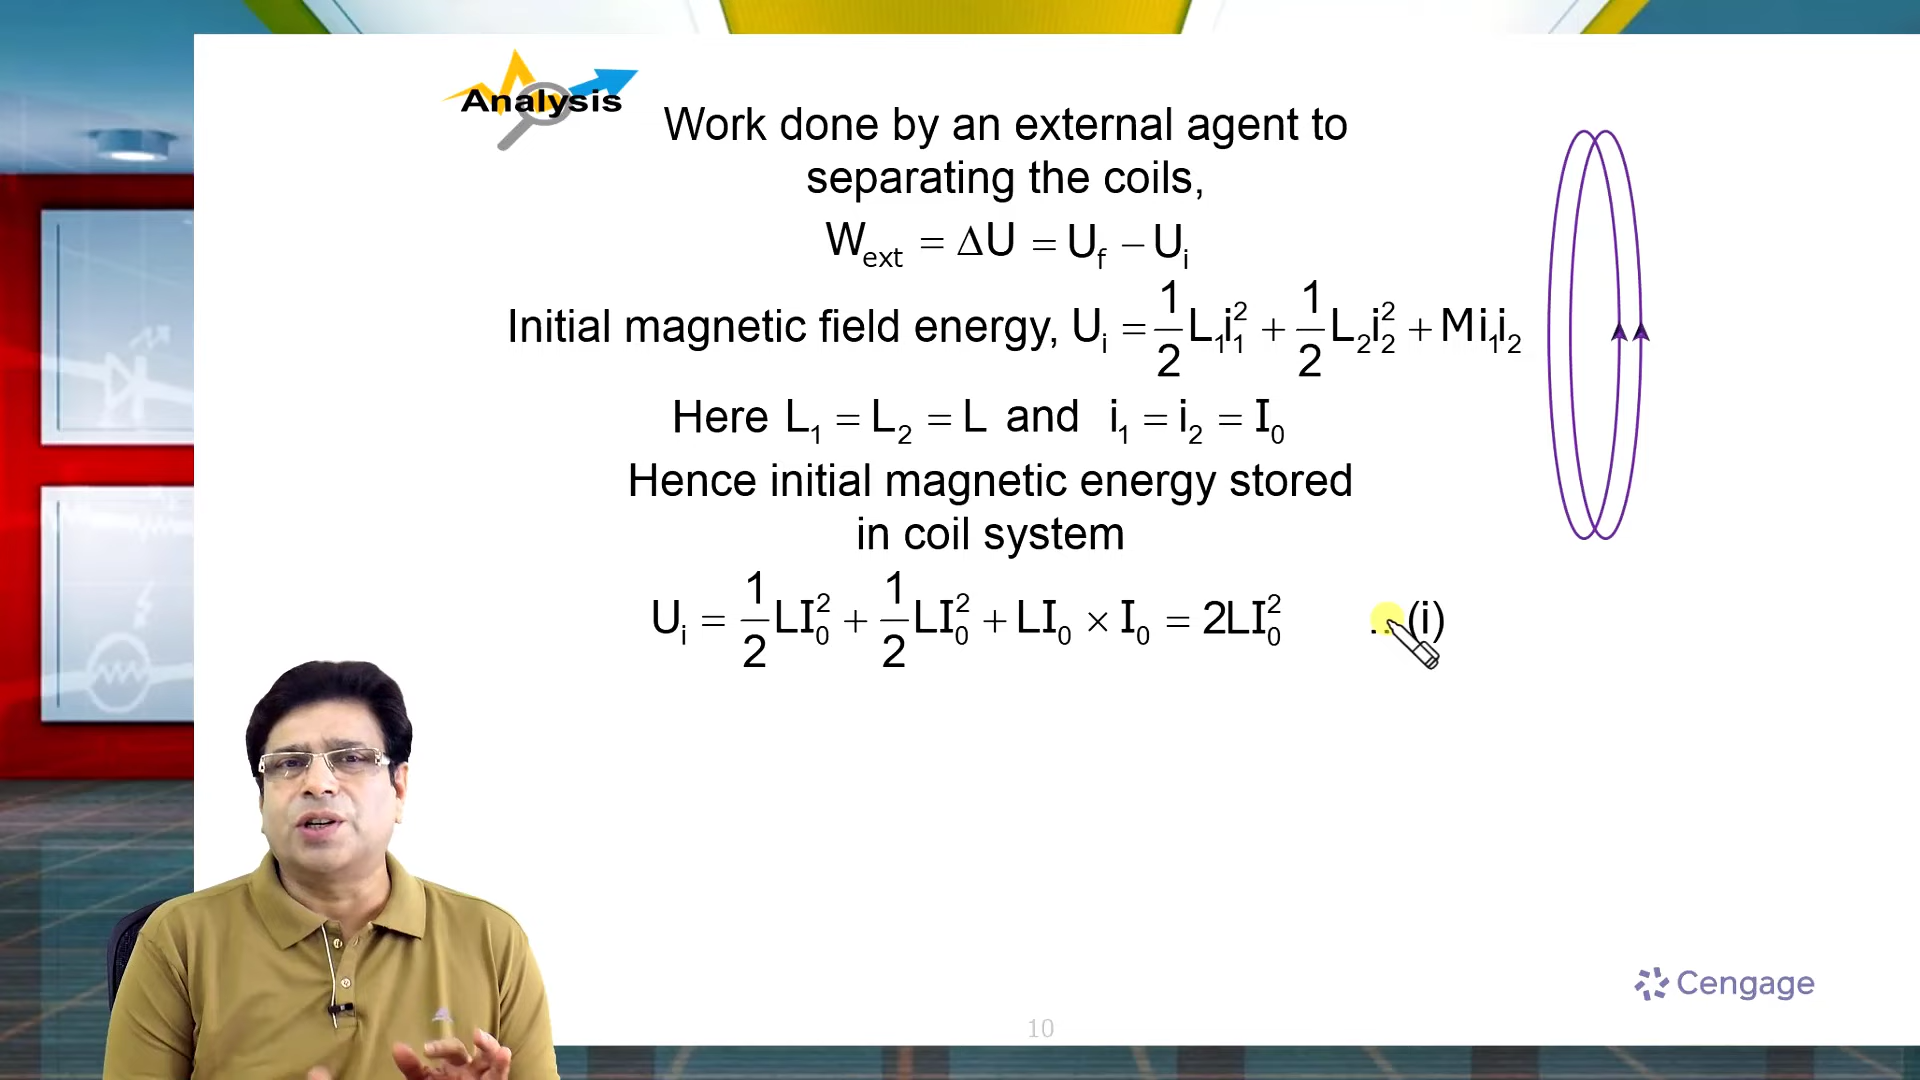 Analysis
Work done by an external agent to
separating the coils,
W_ext = ΔU = U_f − U_i
Initial magnetic field energy, U_i = 1/2 L_1 i_1^2 + 1/2 L_2 i_2^2 + M i_1 i_2
Here L_1 = L_2 = L and i_1 = i_2 = I_0
Hence initial magnetic energy stored
in coil system
U_i = 1/2 LI_0^2 + 1/2 LI_0^2 + LI_0 × I_0 = 2LI_0^2 ...(i)
Cengage
10